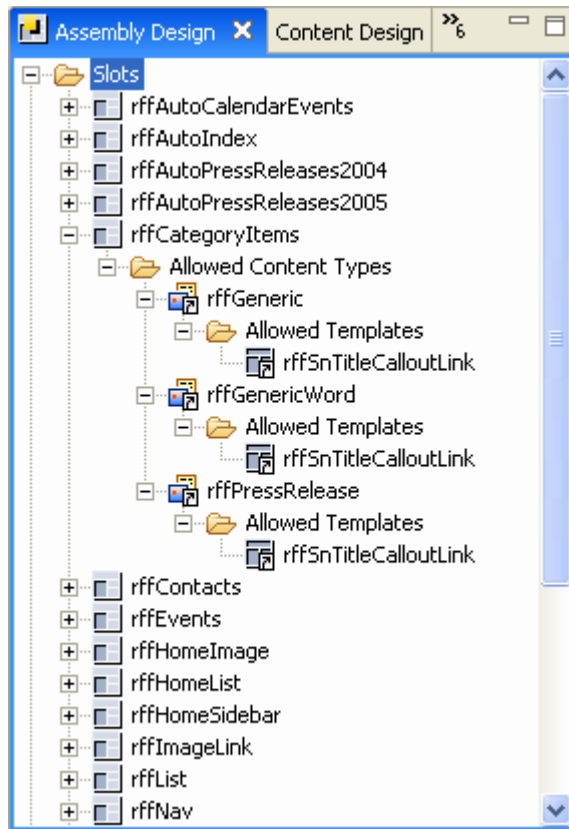 Assembly Design Content Design »6
Slots
rffAutoCalendarEvents
rffAutoIndex
rffAutoPressReleases2004
rffAutoPressReleases2005
rffCategoryItems
Allowed Content Types
rffGeneric
Allowed Templates
rffSnTitleCalloutLink
rffGenericWord
Allowed Templates
rffSnTitleCalloutLink
rffPressRelease
Allowed Templates
rffSnTitleCalloutLink
rffContacts
rffEvents
rffHomeImage
rffHomeList
rffHomeSidebar
rffImageLink
rffList
rffNav